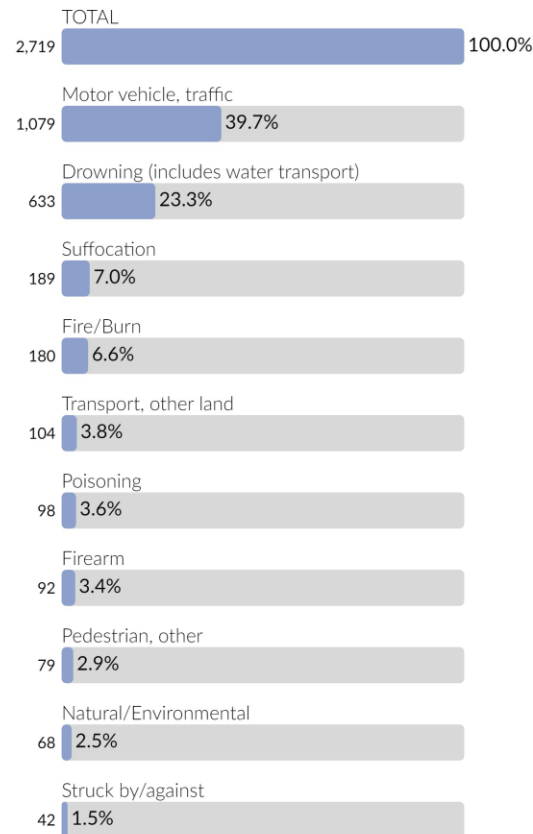 TOTAL
2,719 100.0%
Motor vehicle, traffic
1,079 39.7%
Drowning (includes water transport)
633 23.3%
Suffocation
189 7.0%
Fire/Burn
180 6.6%
Transport, other land
104 3.8%
Poisoning
98 3.6%
Firearm
92 3.4%
Pedestrian, other
79 2.9%
Natural/Environmental
68 2.5%
Struck by/against
42 1.5%